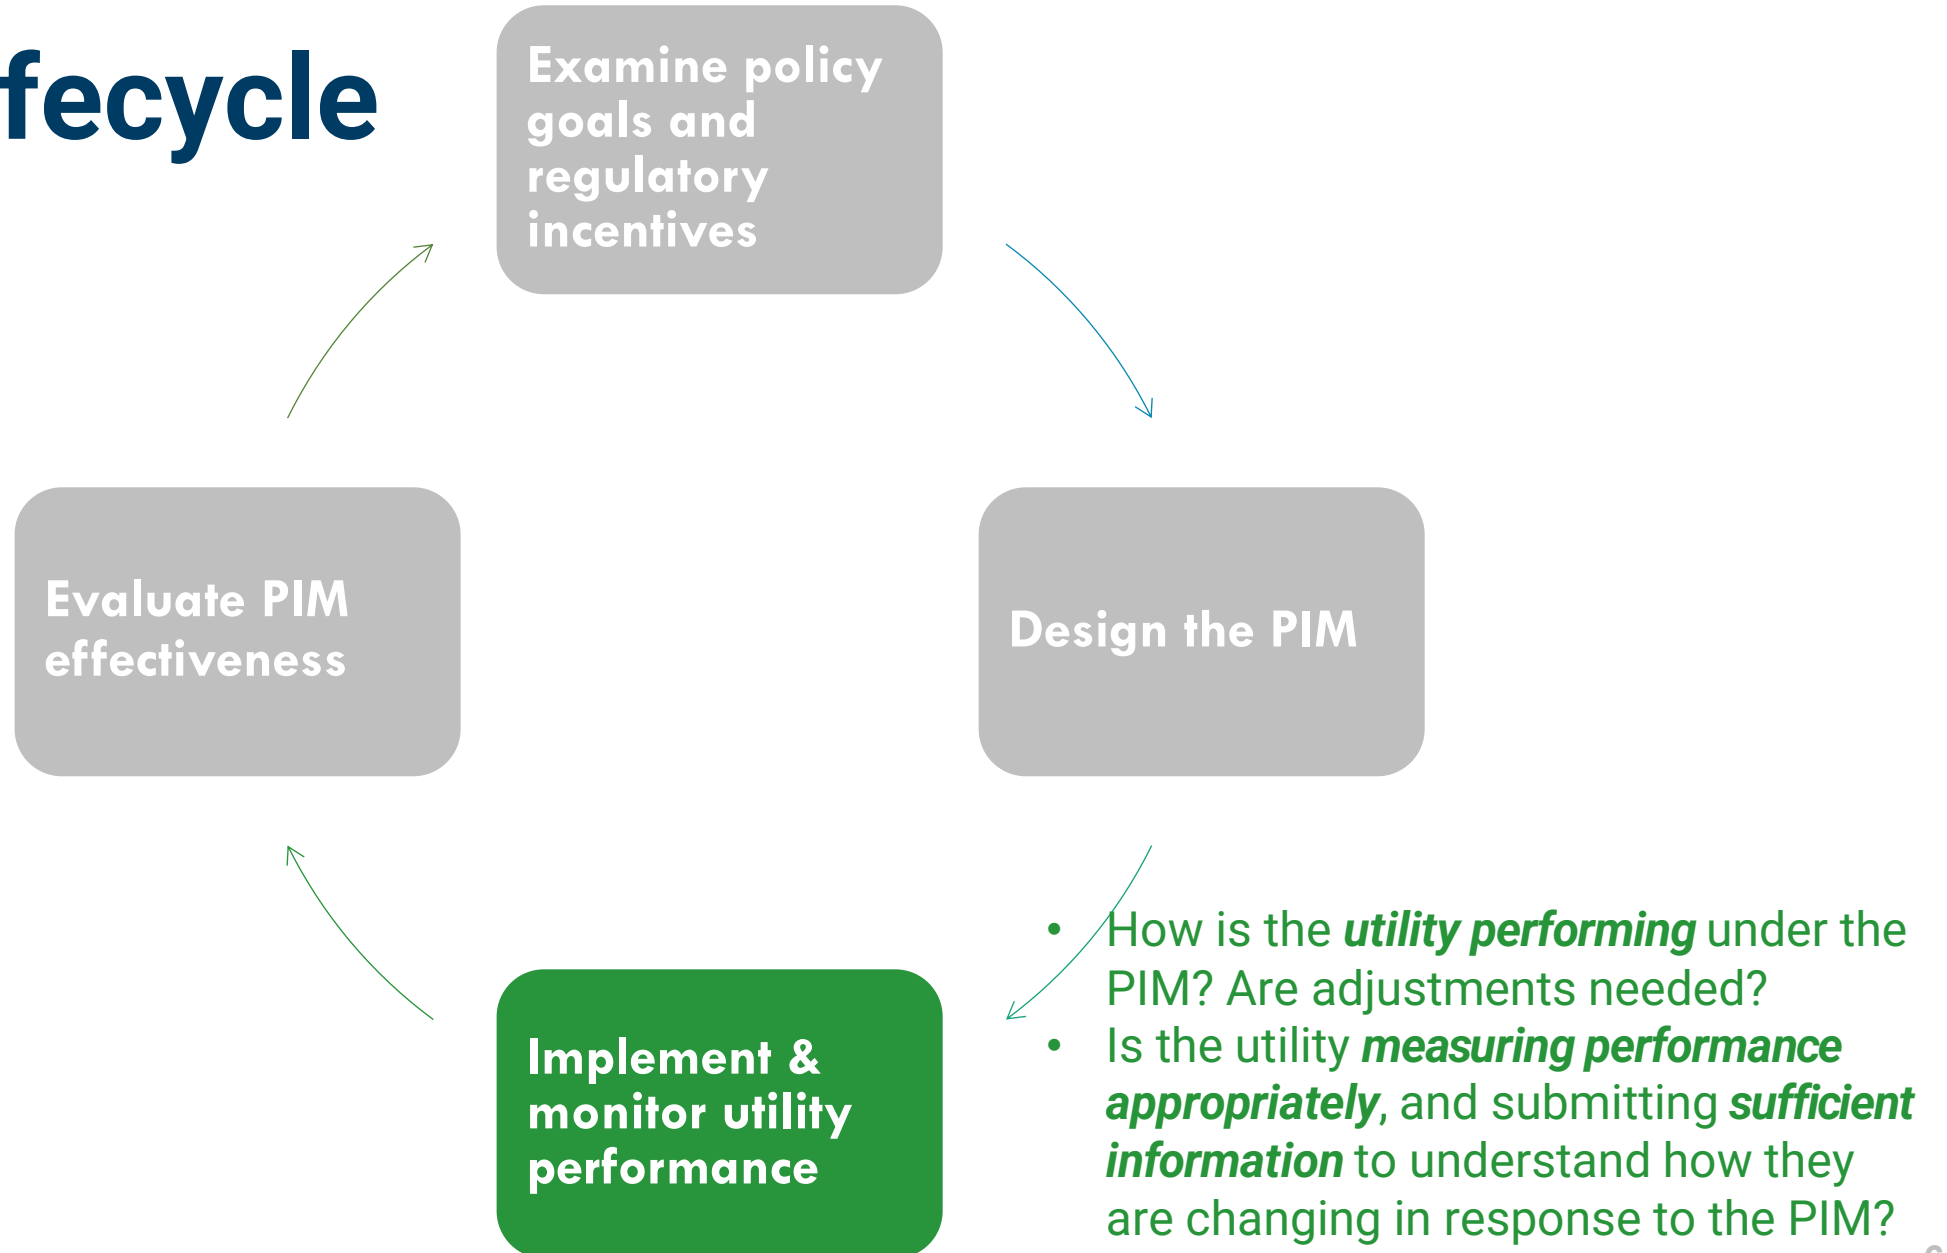 fecycle
Examine policy
goals and
regulatory
incentives
Evaluate PIM
effectiveness
Design the PIM
Implement &
monitor utility
performance
• How is the utility performing under the
PIM? Are adjustments needed?
• Is the utility measuring performance
appropriately, and submitting sufficient
information to understand how they
are changing in response to the PIM?